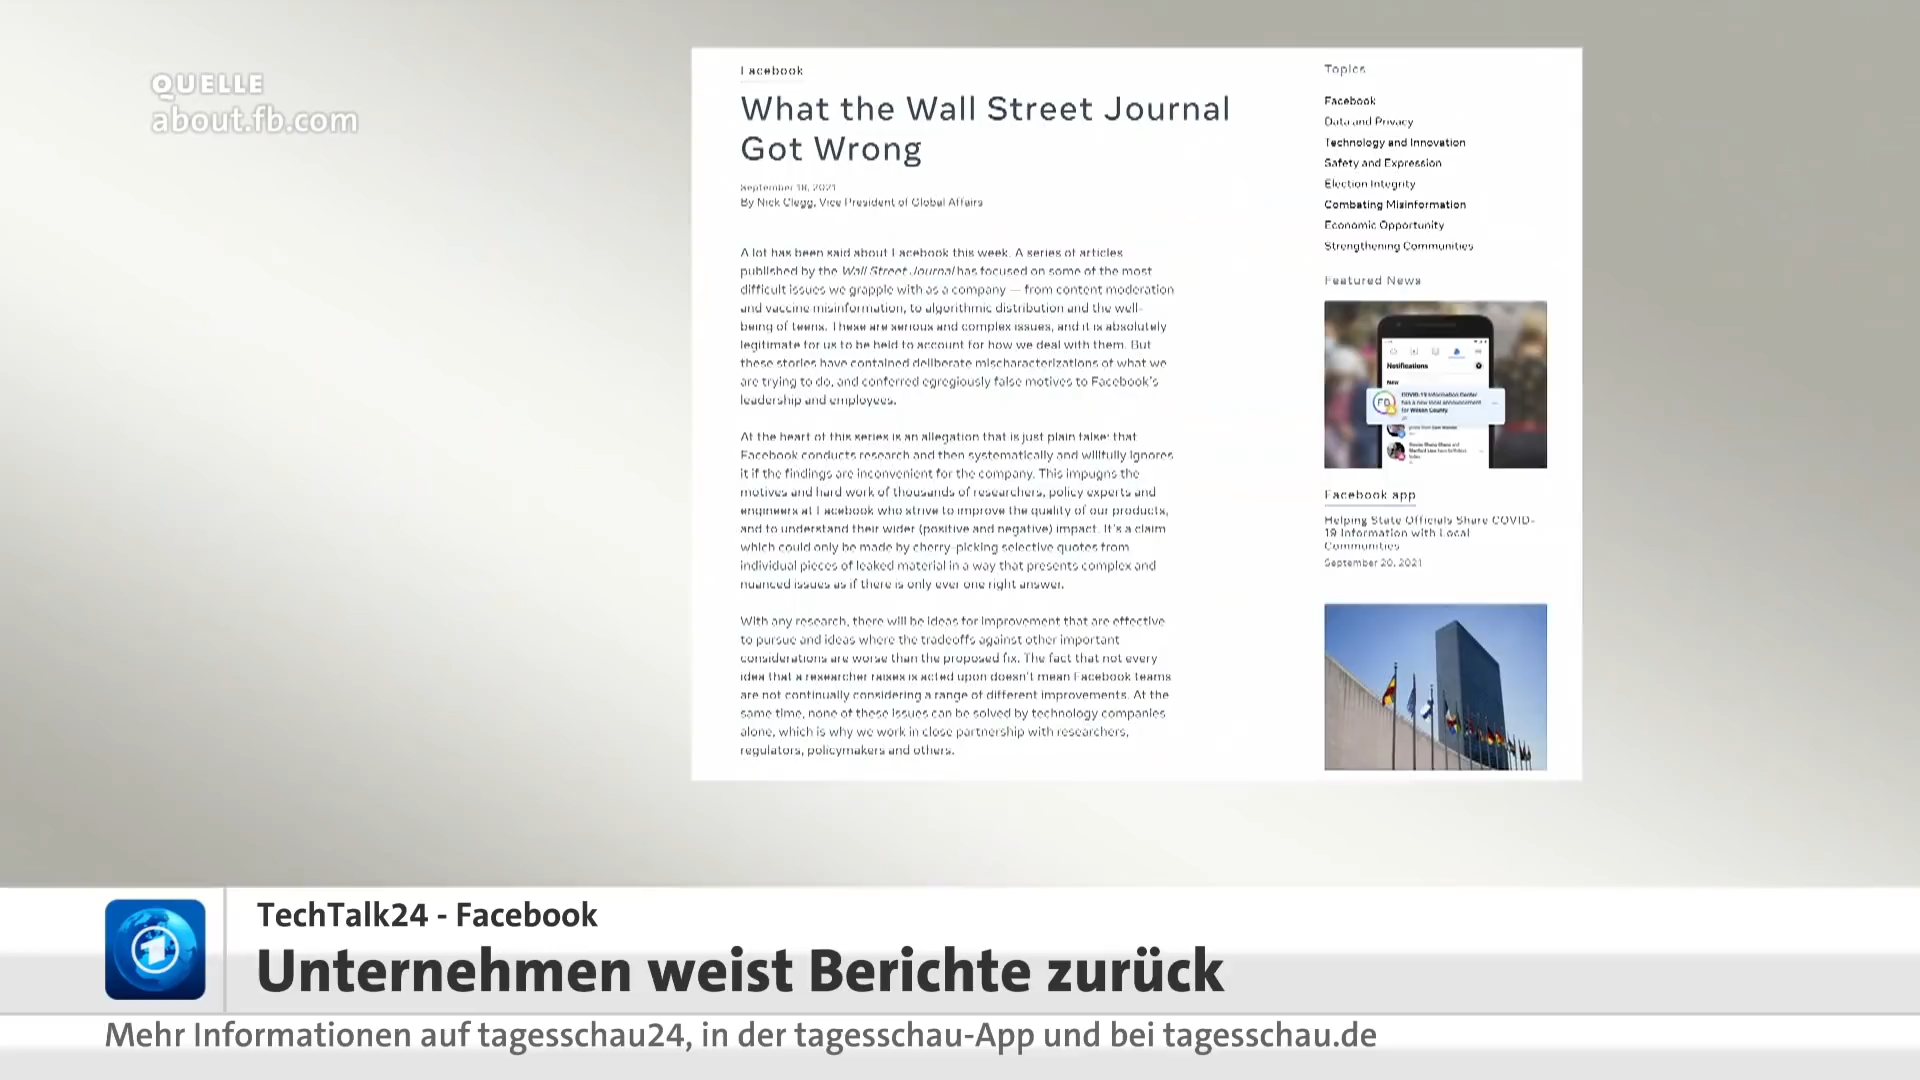 QUELLE
about.fb.com
Facebook
What the Wall Street Journal
Got Wrong
September 18, 2021
By Nick Clegg, Vice President of Global Affairs
A lot has been said about Facebook this week. A series of articles
published by the Wall Street Journal has focused on some of the most
difficult issues we grapple with as a company — from content moderation
and vaccine misinformation, to algorithmic distribution and the well-
being of teens. These are serious and complex issues, and it is absolutely
legitimate for us to be held to account for how we deal with them. But
these stories have contained deliberate mischaracterizations of what we
are trying to do, and conferred egregiously false motives to Facebook's
leadership and employees.
At the heart of this series is an allegation that is just plain false: that
Facebook conducts research and then systematically and willfully ignores
it if the findings are inconvenient for the company. This impugns the
motives and hard work of thousands of researchers, policy experts and
engineers at Facebook who strive to improve the quality of our products,
and to understand their wider (positive and negative) impact. It's a claim
which could only be made by cherry-picking selective quotes from
individual pieces of leaked material in a way that presents complex and
nuanced issues as if there is only ever one right answer.
With any research, there will be ideas for improvement that are effective
to pursue and ideas where the tradeoffs against other important
considerations are worse than the proposed fix. The fact that not every
idea that a researcher raises is acted upon doesn't mean Facebook teams
are not continually considering a range of different improvements. At the
same time, none of these issues can be solved by technology companies
alone, which is why we work in close partnership with researchers,
regulators, policymakers and others.
Topics
Facebook
Data and Privacy
Technology and Innovation
Safety and Expression
Election Integrity
Combating Misinformation
Economic Opportunity
Strengthening Communities
Featured News
Notifications
New
COVID-19 Information Center
has a new local announcement
for Wilson County.
Facebook app
Helping State Officials Share COVID-
19 Information with Local
Communities
September 20, 2021
TechTalk24 - Facebook
Unternehmen weist Berichte zurück
Mehr Informationen auf tagesschau24, in der tagesschau-App und bei tagesschau.de